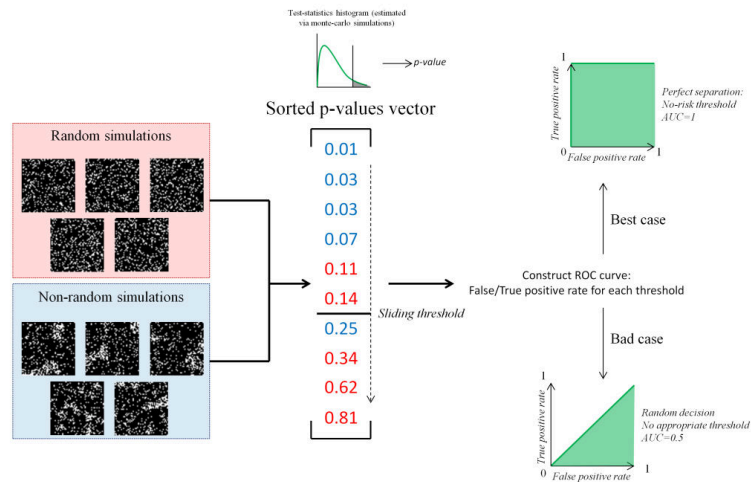 Test-statistics histogram (estimated
via monte-carlo simulations)
p-value
Sorted p-values vector
Random simulations
Non-random simulations
0.01
0.03
0.03
0.07
0.11
0.14
Sliding threshold
0.25
0.34
0.62
0.81
Construct ROC curve:
False/True positive rate for each threshold
Best case
1
True positive rate
0
False positive rate
1
Perfect separation:
No-risk threshold
AUC=1
Bad case
1
True positive rate
0
False positive rate
1
Random decision
No appropriate threshold
AUC=0.5